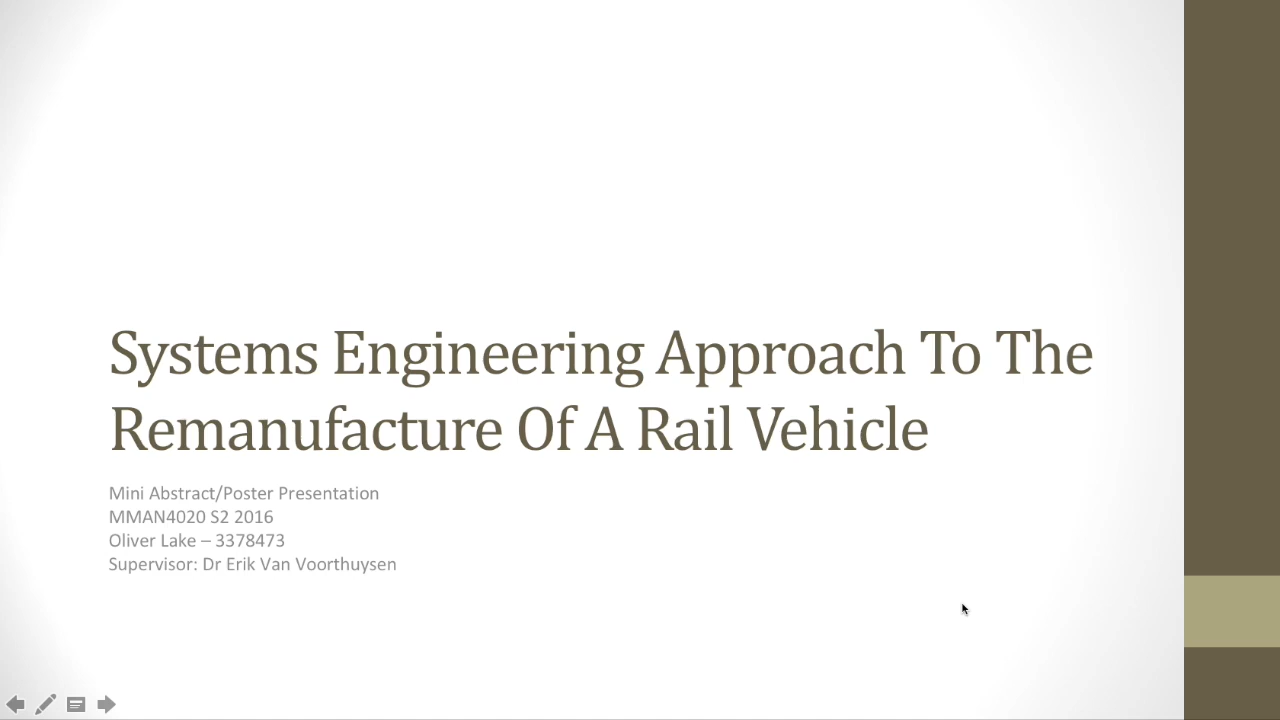 Systems Engineering Approach To The
Remanufacture Of A Rail Vehicle
Mini Abstract/Poster Presentation
MMAN4020 S2 2016
Oliver Lake – 3378473
Supervisor: Dr Erik Van Voorthuysen